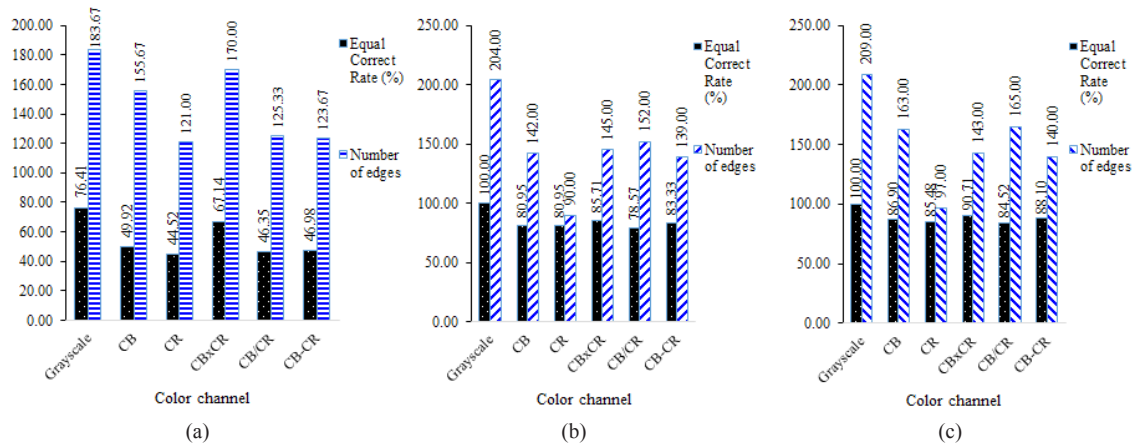 200.00
180.00
160.00
140.00
120.00
100.00
80.00
60.00
40.00
20.00
0.00
76.41
183.67
49.92
155.67
44.52
121.00
67.14
170.00
46.35
125.33
46.98
123.67
Equal
Correct
Rate (%)
Number
of edges
Grayscale
CB
CR
CBxCR
CB/CR
CB-CR
Color channel
(a)
250.00
200.00
150.00
100.00
50.00
0.00
100.00
204.00
80.95
142.00
80.95
90.00
85.71
145.00
78.57
152.00
83.33
139.00
Equal
Correct
Rate
(%)
Number
of edges
Grayscale
CB
CR
CBxCR
CB/CR
CB-CR
Color channel
(b)
250.00
200.00
150.00
100.00
50.00
0.00
100.00
209.00
86.90
163.00
85.48
97.00
90.71
143.00
84.52
165.00
88.10
140.00
Equal
Correct
Rate
(%)
Number
of edges
Grayscale
CB
CR
CBxCR
CB/CR
CB-CR
Color channel
(c)